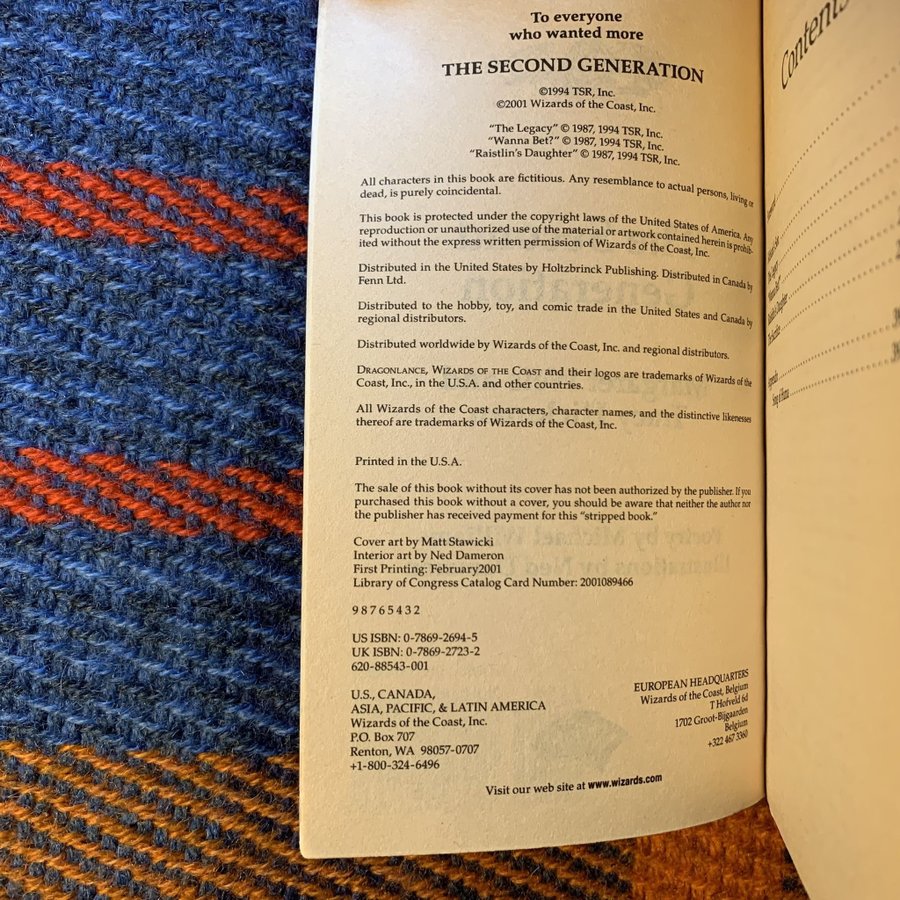 To everyone
who wanted more
THE SECOND GENERATION
©1994 TSR, Inc.
©2001 Wizards of the Coast, Inc.
“The Legacy” © 1987, 1994 TSR, Inc.
“Wanna Bet?” © 1987, 1994 TSR, Inc.
“Raistlin’s Daughter” © 1987, 1994 TSR, Inc.
All characters in this book are fictitious. Any resemblance to actual persons, living or
dead, is purely coincidental.
This book is protected under the copyright laws of the United States of America. Any
reproduction or unauthorized use of the material or artwork contained herein is prohib-
ited without the express written permission of Wizards of the Coast, Inc.
Distributed in the United States by Holtzbrinck Publishing. Distributed in Canada by
Fenn Ltd.
Distributed to the hobby, toy, and comic trade in the United States and Canada by
regional distributors.
Distributed worldwide by Wizards of the Coast, Inc. and regional distributors.
DRAGONLANCE, WIZARDS OF THE COAST and their logos are trademarks of Wizards of the
Coast, Inc., in the U.S.A. and other countries.
All Wizards of the Coast characters, character names, and the distinctive likenesses
thereof are trademarks of Wizards of the Coast, Inc.
Printed in the U.S.A.
The sale of this book without its cover has not been authorized by the publisher. If you
purchased this book without a cover, you should be aware that neither the author nor
the publisher has received payment for this “stripped book.”
Cover art by Matt Stawicki
Interior art by Ned Dameron
First Printing: February2001
Library of Congress Catalog Card Number: 2001089466
9 8 7 6 5 4 3 2
US ISBN: 0-7869-2694-5
UK ISBN: 0-7869-2723-2
620-88543-001
U.S., CANADA,
ASIA, PACIFIC, & LATIN AMERICA
Wizards of the Coast, Inc.
P.O. Box 707
Renton, WA 98057-0707
+1-800-324-6496
EUROPEAN HEADQUARTERS
Wizards of the Coast, Belgium
T Hofveld 6d
1702 Groot-Bijgaarden
Belgium
+322 467 3360
Visit our web site at www.wizards.com
Contents